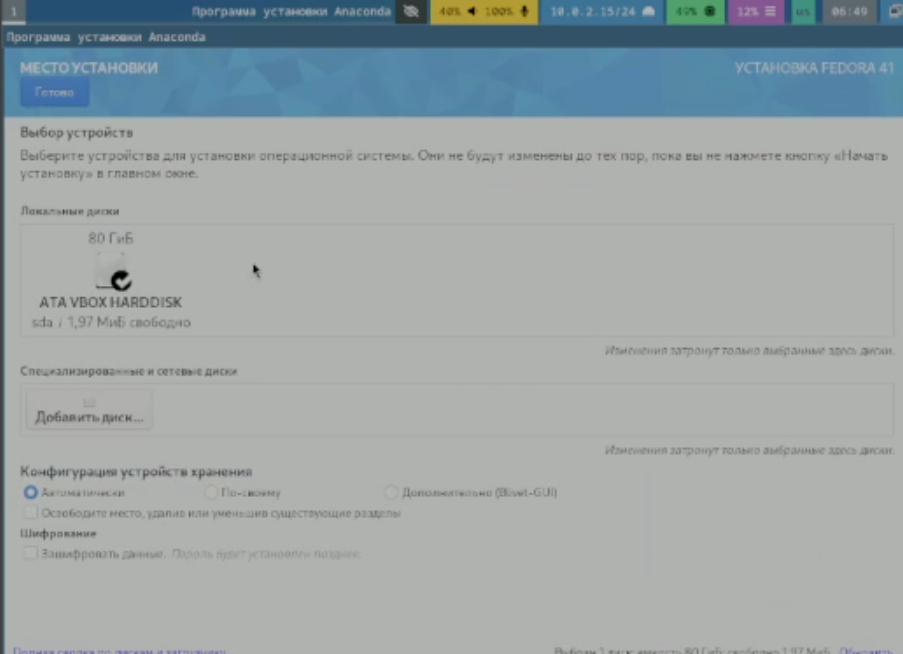 1 Программа установки Anaconda 40% 100% 10.0.2.15/24 49% 12% us 06:49
Программа установки Anaconda
МЕСТО УСТАНОВКИ УСТАНОВКА FEDORA 41
Готово
Выбор устройств
Выберите устройства для установки операционной системы. Они не будут изменены до тех пор, пока вы не нажмете кнопку «Начать
установку» в главном окне.
Локальные диски
80 ГиБ
ATA VBOX HARDDISK
sda / 1,97 МиБ свободно
Изменения затронут только выбранные здесь диски.
Специализированные и сетевые диски
Добавить диск...
Изменения затронут только выбранные здесь диски.
Конфигурация устройств хранения
Автоматически По-своему Дополнительно (Blivet-GUI)
Освободите место, удалив или уменьшив существующие разделы
Шифрование
Зашифровать данные. Пароль будет установлен позднее.
Полная сводка по дискам и загрузчику Выбран 1 диск; емкость 80 ГиБ; свободно 1,97 МиБ Обновить